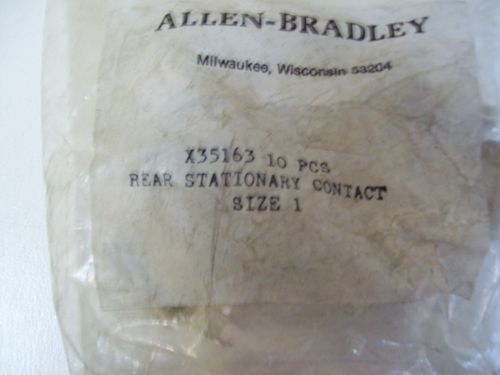 ALLEN-BRADLEY
Milwaukee, Wisconsin 53204
X35163 10 PCS
REAR STATIONARY CONTACT
SIZE 1